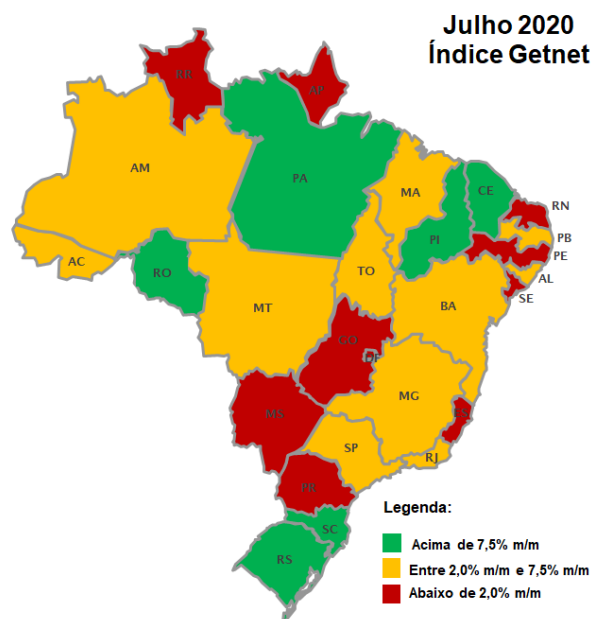 Julho 2020
Índice Getnet
RR
AP
AM
PA
MA
CE
RN
PB
PE
PI
AL
SE
AC
RO
TO
BA
MT
GO
DF
MG
MS
ES
SP
RJ
PR
SC
RS
Legenda:
Acima de 7,5% m/m
Entre 2,0% m/m e 7,5% m/m
Abaixo de 2,0% m/m